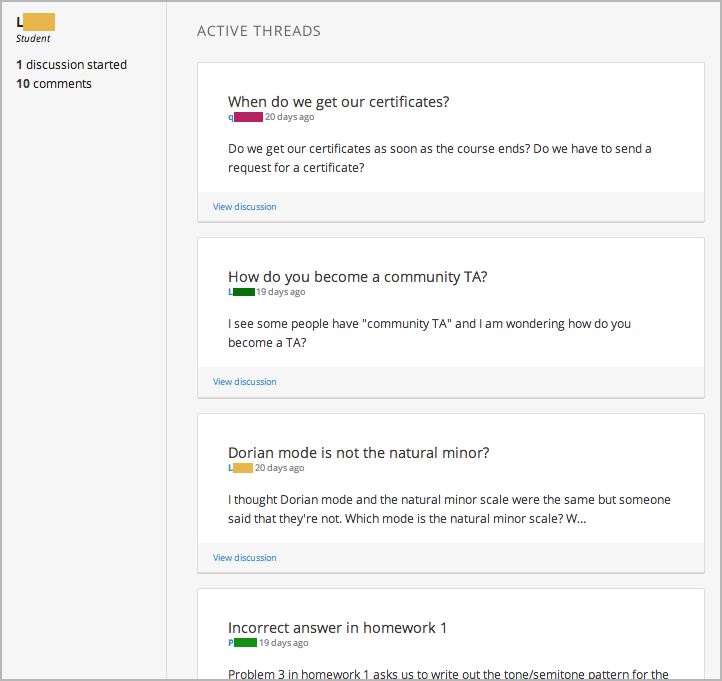 L
Student
1 discussion started
10 comments
ACTIVE THREADS
When do we get our certificates?
q 20 days ago
Do we get our certificates as soon as the course ends? Do we have to send a
request for a certificate?
View discussion
How do you become a community TA?
L 19 days ago
I see some people have "community TA" and I am wondering how do you
become a TA?
View discussion
Dorian mode is not the natural minor?
L 20 days ago
I thought Dorian mode and the natural minor scale were the same but someone
said that they're not. Which mode is the natural minor scale? W...
View discussion
Incorrect answer in homework 1
P 19 days ago
Problem 3 in homework 1 asks us to write out the tone/semitone pattern for the